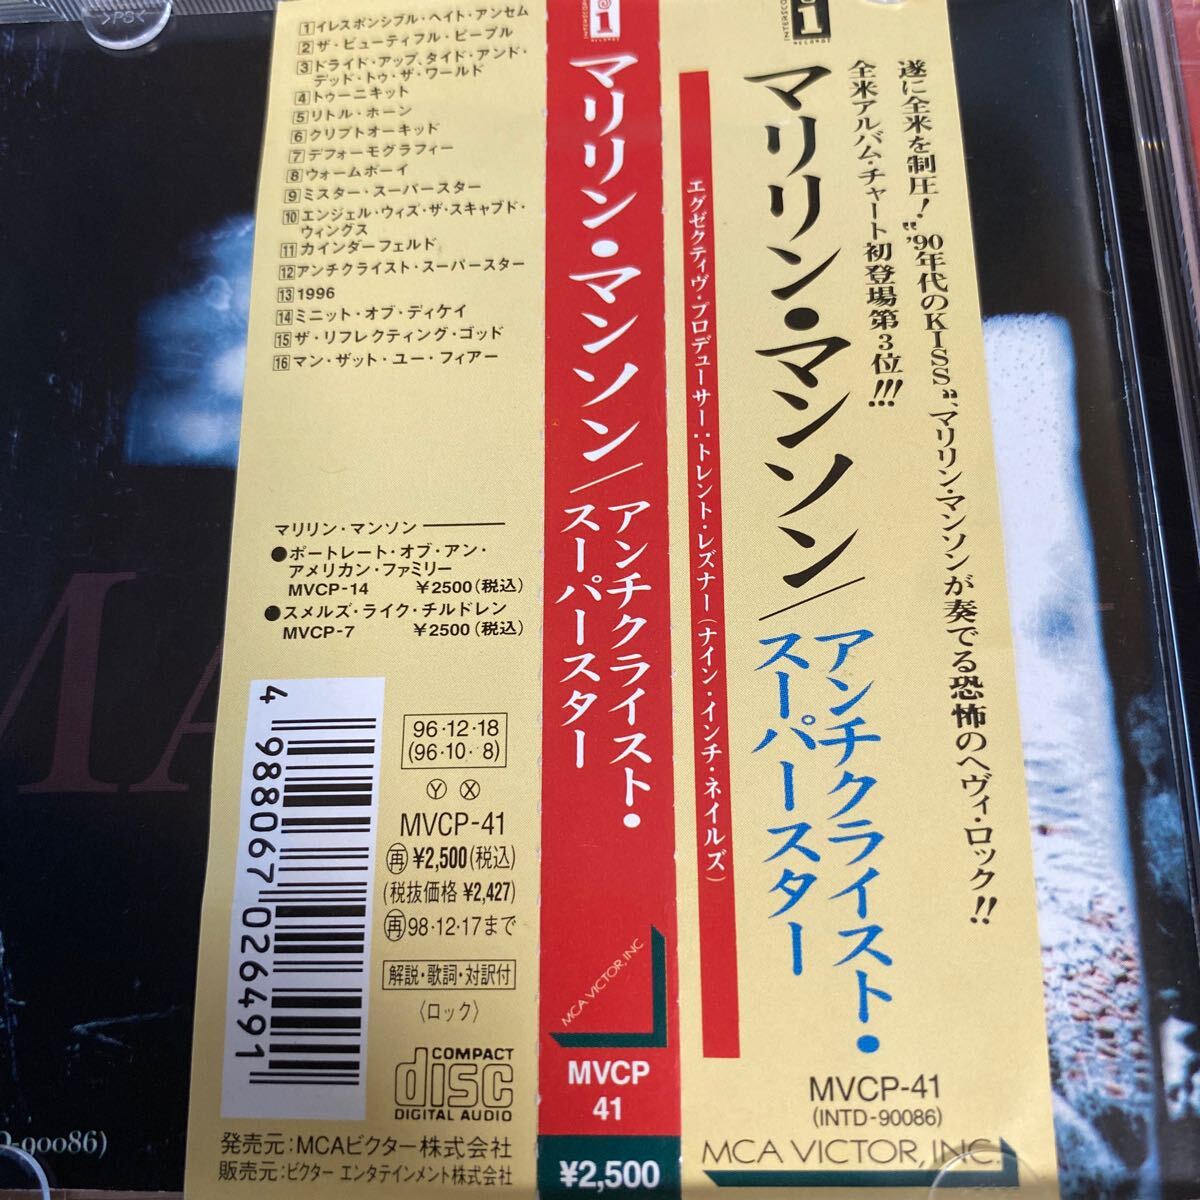 1 イレスポンシブル・ヘイト・アンセム
2 ザ・ビューティフル・ピープル
3 ドライド・アップ、タイド・アンド・
デッド・トゥ・ザ・ワールド
4 トゥーニキット
5 リトル・ホーン
6 クリプトオーキッド
7 デフォーモグラフィー
8 ウォームボーイ
9 ミスター・スーパースター
10 エンジェル・ウィズ・ザ・スキャブド・
ウィングス
11 カインダーフェルド
12 アンチクライスト・スーパースター
13 1996
14 ミニット・オブ・ディケイ
15 ザ・リフレクティング・ゴッド
16 マン・ザット・ユー・フィアー
マリリン・マンソン
●ポートレート・オブ・アン・
アメリカン・ファミリー
MVCP-14 ¥2500(税込)
●スメルズ・ライク・チルドレン
MVCP-7 ¥2500(税込)
4 988067 026491
96・12・18
(96・10・8)
Ⓨ Ⓧ
MVCP-41
再 ¥2,500(税込)
(税抜価格 ¥2,427)
再 98・12・17まで
解説・歌詞・対訳付
〈ロック〉
COMPACT
disc
DIGITAL AUDIO
発売元:MCAビクター株式会社
販売元:ビクター エンタテインメント株式会社
RECORDS
マリリン・マンソン/アンチクライスト・
スーパースター
MCA VICTOR, INC
MVCP
41
¥2,500
INTERSCOPE
RECORDS
遂に全米を制圧!“'90年代のKISS”、マリリン・マンソンが奏でる恐怖のヘヴィ・ロック!!
全米アルバム・チャート初登場第3位!!!
マリリン・マンソン/アンチクライスト・
スーパースター
エグゼクティヴ・プロデューサー:トレント・レズナー(ナイン・インチ・ネイルズ)
MVCP-41
(INTD-90086)
MCA VICTOR, INC.
MA
D-90086)
>PS<